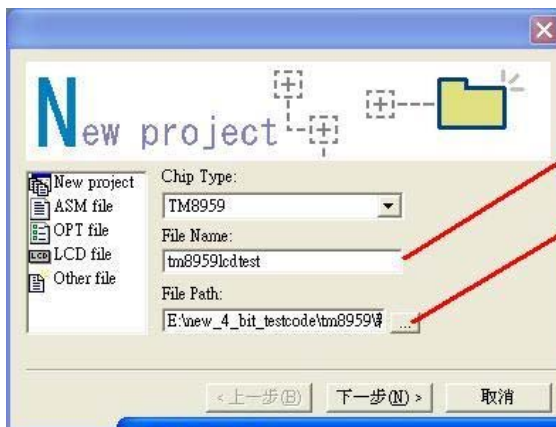 New project
New project
ASM file
OPT file
LCD file
Other file
Chip Type:
TM8959
File Name:
tm8959lcdtest
File Path:
E:\new_4_bit_testcode\tm8959\
...
<上一步(B)
下一步(N) >
取消